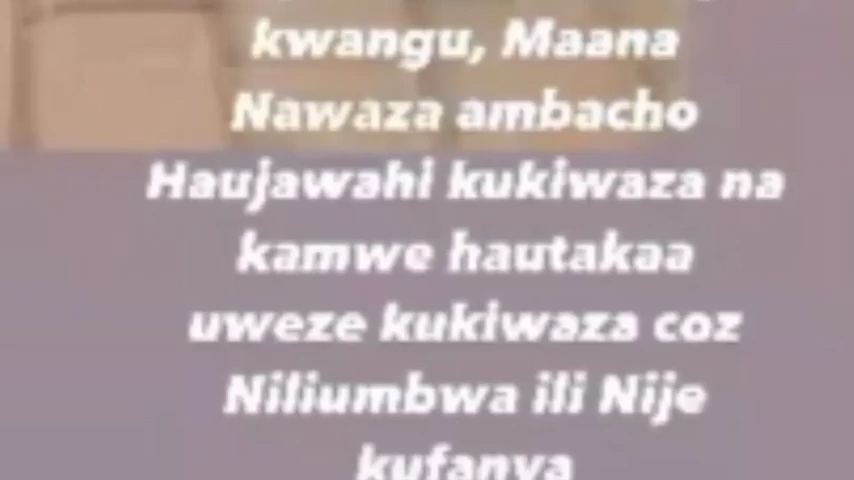 kwangu, Maana
Nawaza ambacho
Haujawahi kukiwaza na
kamwe hautakaa
uweze kukiwaza coz
Niliumbwa ili Nije
kufanya